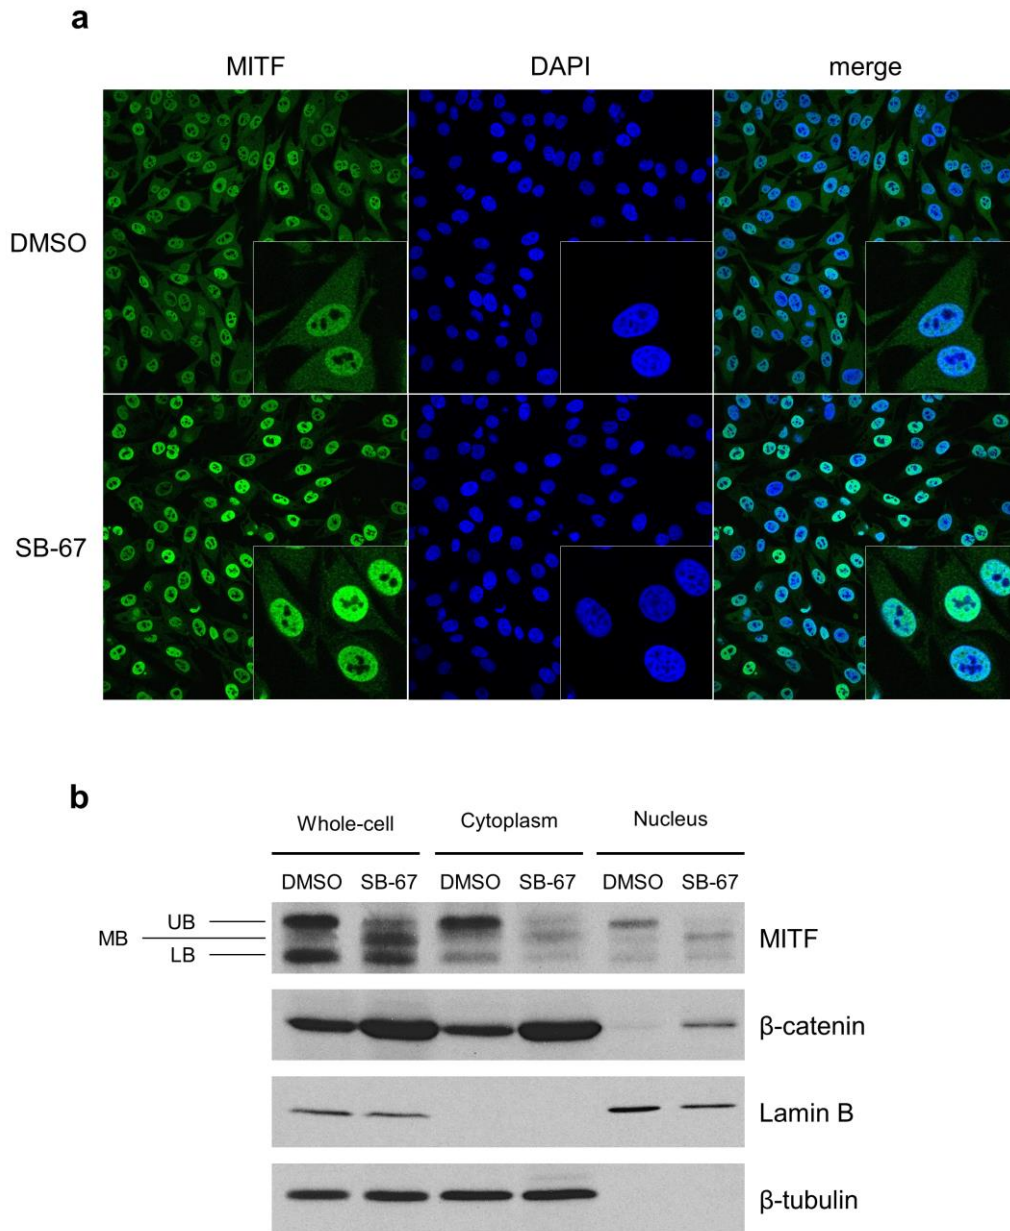 a
MITF DAPI merge
DMSO
SB-67
b
Whole-cell Cytoplasm Nucleus
DMSO SB-67 DMSO SB-67 DMSO SB-67
UB
MB
LB
MITF
β-catenin
Lamin B
β-tubulin